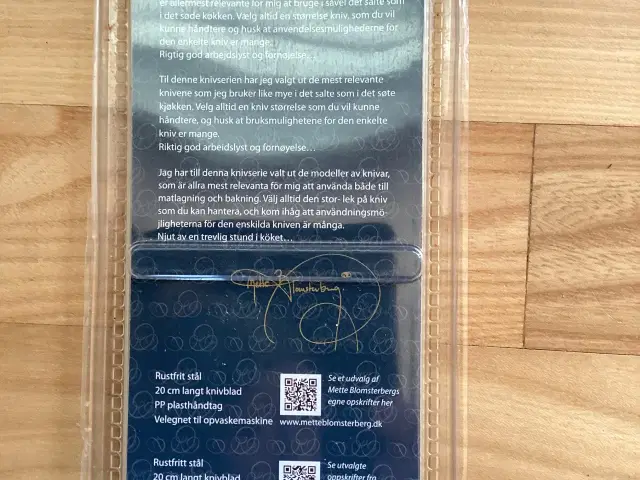 er allermest relevante for mig at bruge i såvel det salte som
i det søde køkken. Vælg altid en størrelse kniv, som du vil
kunne håndtere og husk at anvendelsesmulighederne for
den enkelte kniv er mange.
Rigtig god arbejdslyst og fornøjelse...
Til denne knivserien har jeg valgt ut de mest relevante
knivene som jeg bruker like mye i det salte som i det søte
kjøkken. Velg alltid en kniv størrelse som du vil kunne
håndtere, og husk at bruksmulighetene for den enkelte
kniv er mange.
Riktig god arbeidslyst og fornøyelse…
Jag har till denna knivserie valt ut de modeller av knivar,
som är allra mest relevanta för mig att använda både till
matlagning och bakning. Välj alltid den stor- lek på kniv
som du kan hantera, och kom ihåg att användningsmö-
jligheterna för den enskilda kniven är många.
Njut av en trevlig stund i köket…
Mette Blomsterberg.
Rustfrit stål
20 cm langt knivblad
PP plasthåndtag
Velegnet til opvaskemaskine
Se et udvalg af
Mette Blomsterbergs
egne opskrifter her
www.metteblomsterberg.dk
Rustfritt stål
20 cm langt knivblad
Se utvalgte
oppskrifter fra